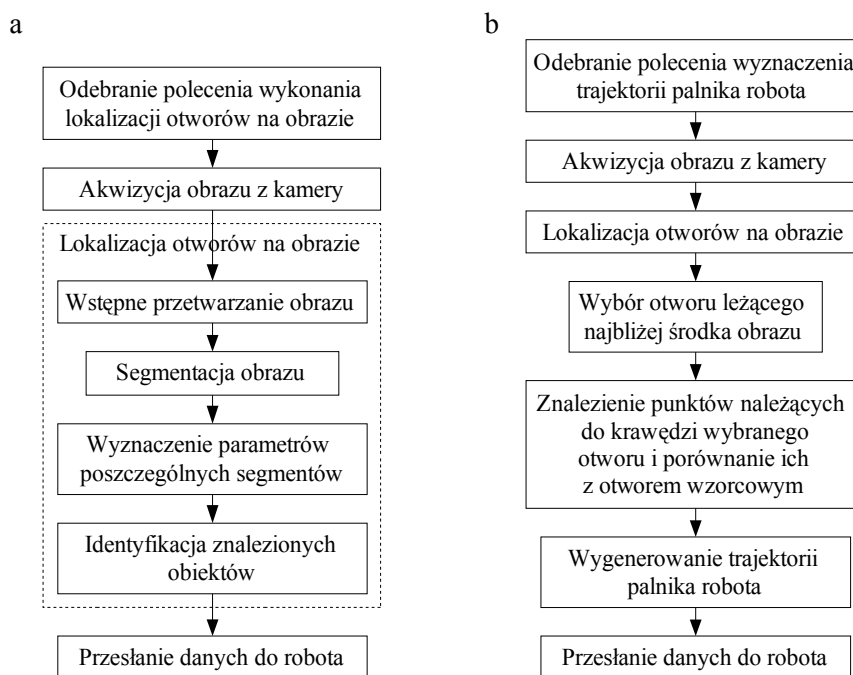 a
Odebranie polecenia wykonania
lokalizacji otworów na obrazie
Akwizycja obrazu z kamery
Lokalizacja otworów na obrazie
Wstępne przetwarzanie obrazu
Segmentacja obrazu
Wyznaczenie parametrów
poszczególnych segmentów
Identyfikacja znalezionych
obiektów
Przesłanie danych do robota
b
Odebranie polecenia wyznaczenia
trajektorii palnika robota
Akwizycja obrazu z kamery
Lokalizacja otworów na obrazie
Wybór otworu leżącego
najbliżej środka obrazu
Znalezienie punktów należących
do krawędzi wybranego
otworu i porównanie ich
z otworem wzorcowym
Wygenerowanie trajektorii
palnika robota
Przesłanie danych do robota